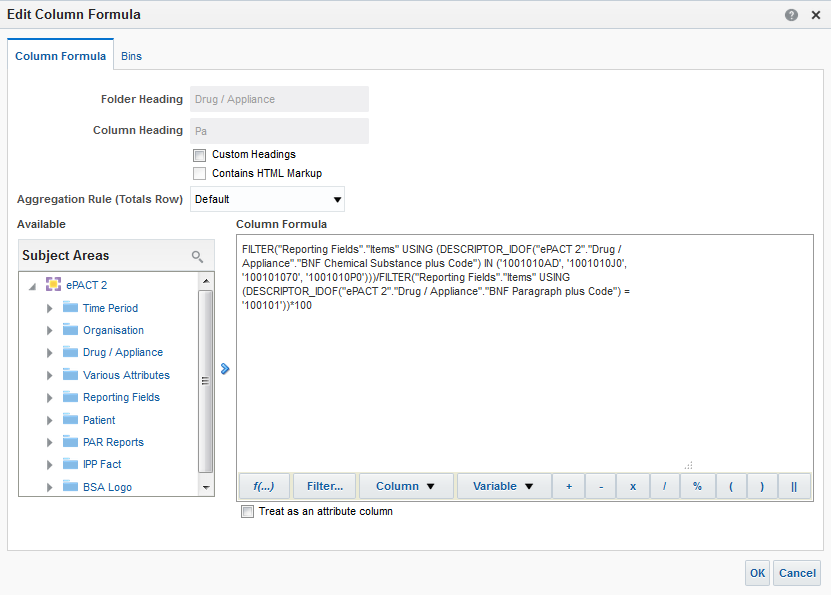 Edit Column Formula
Column Formula
Bins
Folder Heading
Drug / Appliance
Column Heading
Pa
Custom Headings
Contains HTML Markup
Aggregation Rule (Totals Row)
Default
Available
Column Formula
Subject Areas
ePACT 2
Time Period
Organisation
Drug / Appliance
Various Attributes
Reporting Fields
Patient
PAR Reports
IPP Fact
BSA Logo
FILTER("Reporting Fields"."Items" USING (DESCRIPTOR_IDOF("ePACT 2"."Drug /
Appliance"."BNF Chemical Substance plus Code") IN ('1001010AD', '1001010J0',
'100101070', '1001010P0')))/FILTER("Reporting Fields"."Items" USING
(DESCRIPTOR_IDOF("ePACT 2"."Drug / Appliance"."BNF Paragraph plus Code") =
'100101'))*100
f(...)
Filter...
Column
Variable
+
-
x
/
%
(
)
||
Treat as an attribute column
OK
Cancel